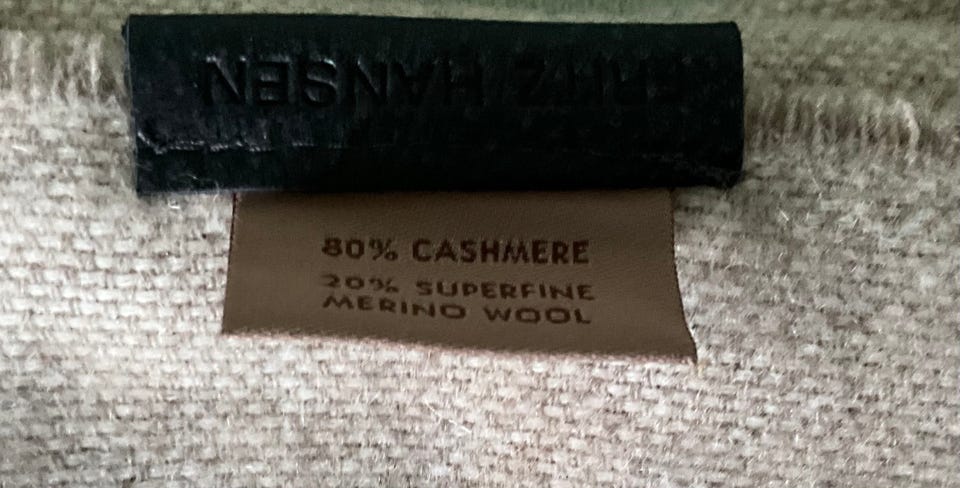 FRITZ HANSEN
80% CASHMERE
20% SUPERFINE
MERINO WOOL